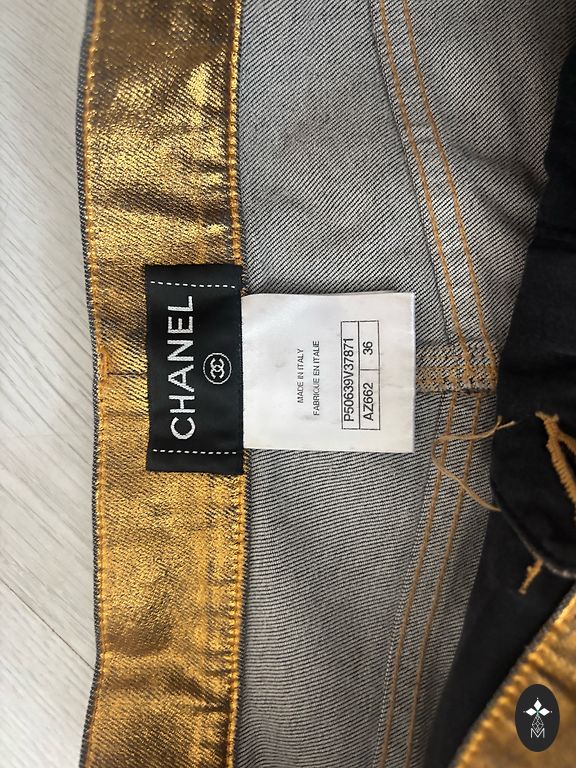 CHANEL
MADE IN ITALY
FABRIQUE EN ITALIE
P50639V37871
AZ662 36
M